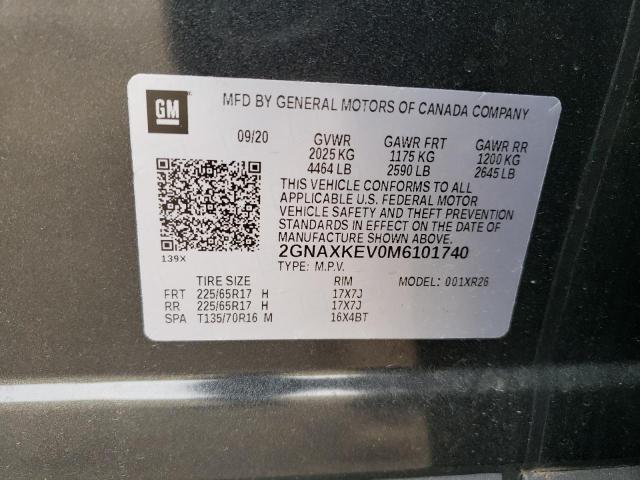 GM
MFD BY GENERAL MOTORS OF CANADA COMPANY
09/20 GVWR GAWR FRT GAWR RR
2025 KG 1175 KG 1200 KG
4464 LB 2590 LB 2645 LB
THIS VEHICLE CONFORMS TO ALL
APPLICABLE U.S. FEDERAL MOTOR
VEHICLE SAFETY AND THEFT PREVENTION
STANDARDS IN EFFECT ON THE DATE OF
MANUFACTURE SHOWN ABOVE.
139X 2GNAXKEV0M6101740
TYPE: M.P.V. MODEL: 001XR26
TIRE SIZE RIM
FRT 225/65R17 H 17X7J
RR 225/65R17 H 17X7J
SPA T135/70R16 M 16X4BT